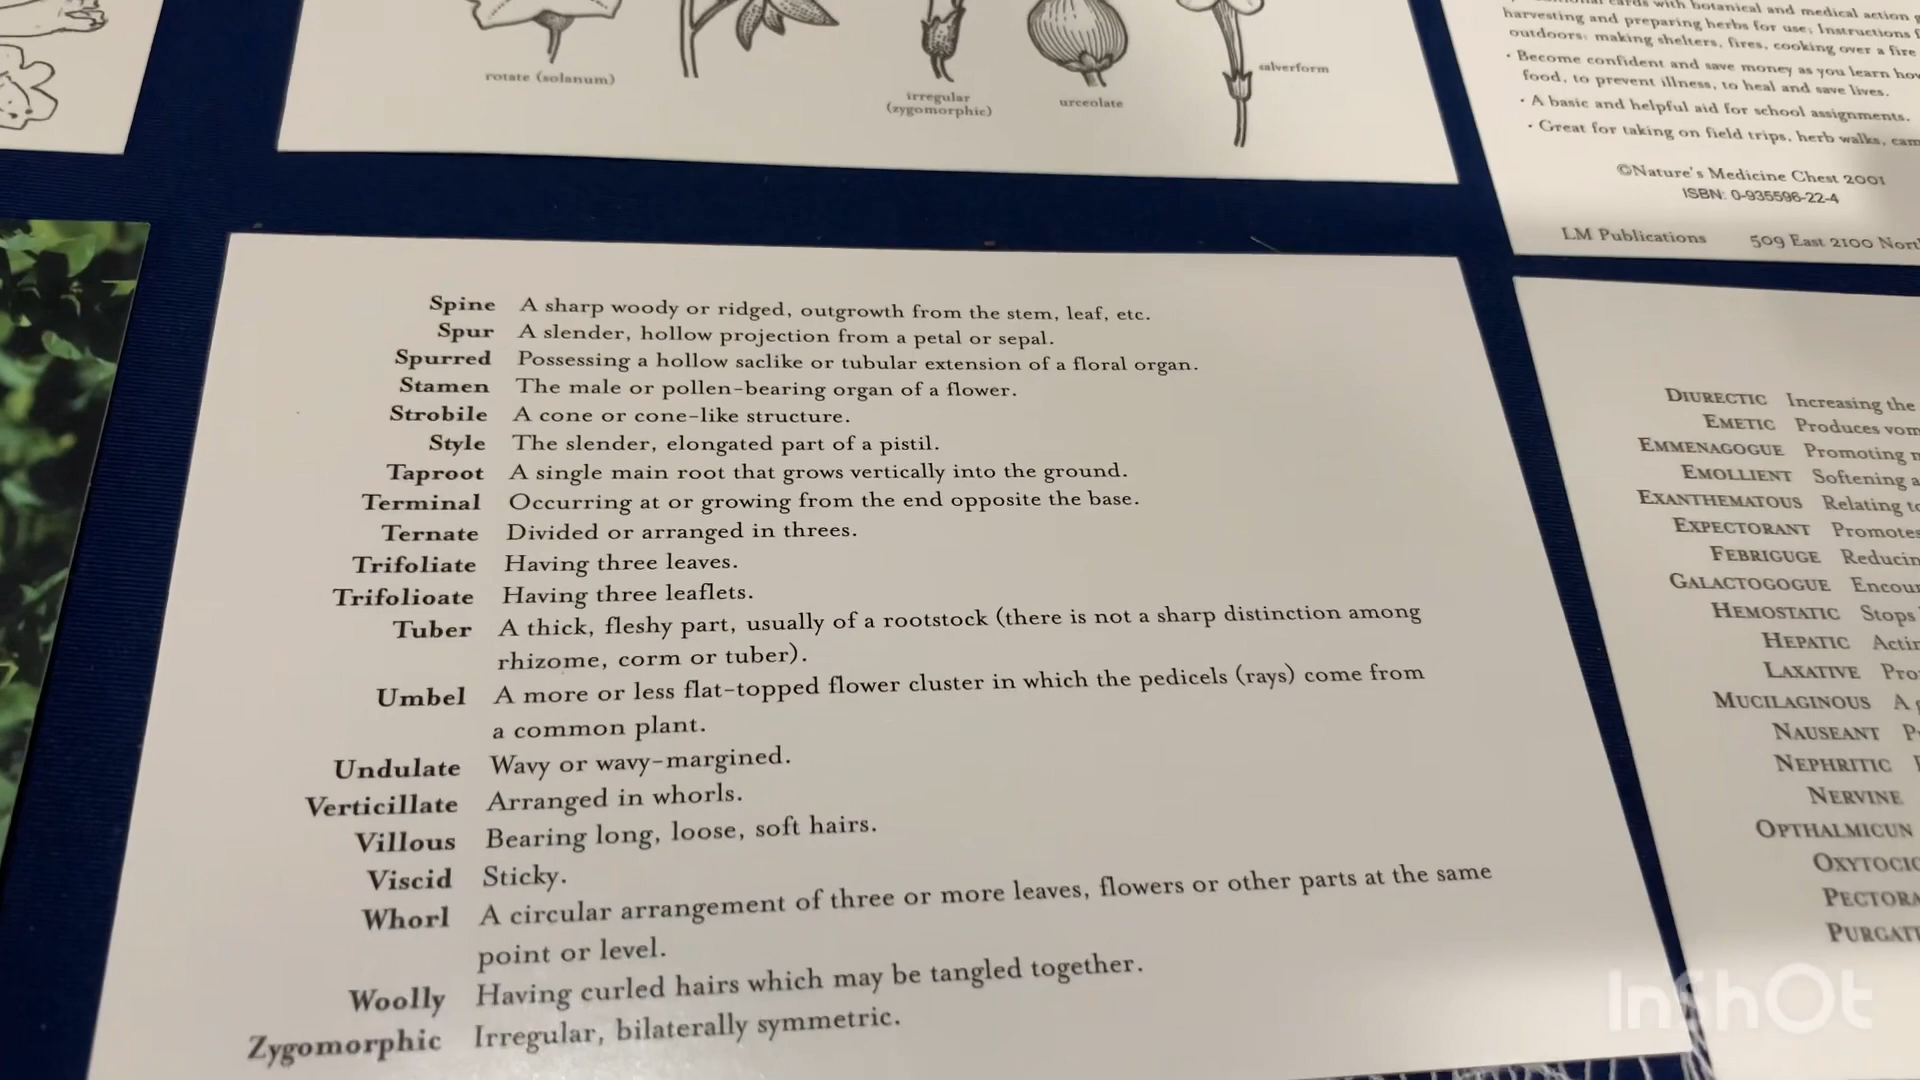 rotate (solanum)
irregular
(zygomorphic)
urceolate
salverform
cards with botanical and medical action
harvesting and preparing herbs for use; Instructions
outdoors: making shelters, fires, cooking over a fire
• Become confident and save money as you learn how
food, to prevent illness, to heal and save lives.
• A basic and helpful aid for school assignments.
• Great for taking on field trips, herb walks,
©Nature's Medicine Chest 2001
ISBN: 0-935596-22-4
LM Publications 509 East 2100 North
Spine A sharp woody or ridged, outgrowth from the stem, leaf, etc.
Spur A slender, hollow projection from a petal or sepal.
Spurred Possessing a hollow saclike or tubular extension of a floral organ.
Stamen The male or pollen-bearing organ of a flower.
Strobile A cone or cone-like structure.
Style The slender, elongated part of a pistil.
Taproot A single main root that grows vertically into the ground.
Terminal Occurring at or growing from the end opposite the base.
Ternate Divided or arranged in threes.
Trifoliate Having three leaves.
Trifolioate Having three leaflets.
Tuber A thick, fleshy part, usually of a rootstock (there is not a sharp distinction among
rhizome, corm or tuber).
Umbel A more or less flat-topped flower cluster in which the pedicels (rays) come from
a common plant.
Undulate Wavy or wavy-margined.
Verticillate Arranged in whorls.
Villous Bearing long, loose, soft hairs.
Viscid Sticky.
Whorl A circular arrangement of three or more leaves, flowers or other parts at the same
point or level.
Woolly Having curled hairs which may be tangled together.
Zygomorphic Irregular, bilaterally symmetric.
DIURECTIC Increasing the
EMETIC Produces
EMMENAGOGUE Promoting
EMOLLIENT Softening
EXANTHEMATOUS Relating to
EXPECTORANT Promotes
FEBRIGUGE
GALACTOGOGUE
HEMOSTATIC Stops
HEPATIC
LAXATIVE
MUCILAGINOUS A
NAUSEANT
NEPHRITIC
NERVINE
OPTHALMICUN
OXYTOCIC
InShOt